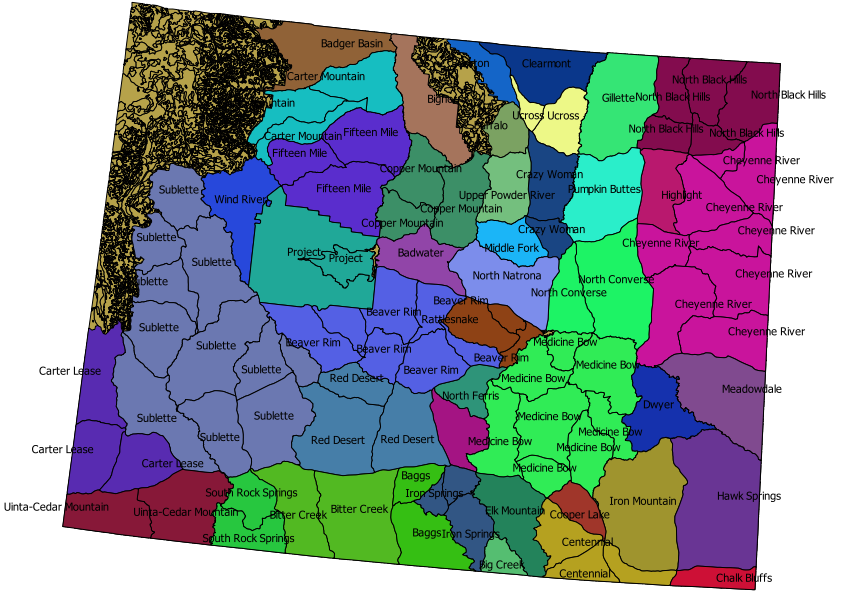 Badger Basin
Clearmont
Carter Mountain
North Black Hills
North Black Hills
Gillette
North Black Hills
Ucross
Ucross
North Black Hills
North Black Hills
Carter Mountain
Fifteen Mile
Fifteen Mile
Cheyenne River
Copper Mountain
Crazy Woman
Cheyenne River
Sublette
Fifteen Mile
Pumpkin Buttes
Wind River
Upper Powder River
Highlight
Copper Mountain
Cheyenne River
Copper Mountain
Crazy Woman
Cheyenne River
Sublette
Middle Fork
Cheyenne River
Project
Project
Badwater
Sublette
North Natrona
North Converse
Cheyenne River
North Converse
Beaver Rim
Cheyenne River
Beaver Rim
Rattlesnake
Sublette
Cheyenne River
Beaver Rim
Sublette
Beaver Rim
Medicine Bow
Beaver Rim
Medicine Bow
Carter Lease
Sublette
Beaver Rim
Red Desert
Medicine Bow
Meadowdale
North Ferris
Dwyer
Sublette
Sublette
Medicine Bow
Medicine Bow
Sublette
Red Desert
Red Desert
Medicine Bow
Medicine Bow
Carter Lease
Carter Lease
Medicine Bow
Baggs
South Rock Springs
Iron Springs
Hawk Springs
Iron Mountain
Uinta-Cedar Mountain
Uinta-Cedar Mountain
Bitter Creek
Bitter Creek
Elk Mountain
Cooper Lake
South Rock Springs
Baggs
Iron Springs
Centennial
Big Creek
Centennial
Chalk Bluffs